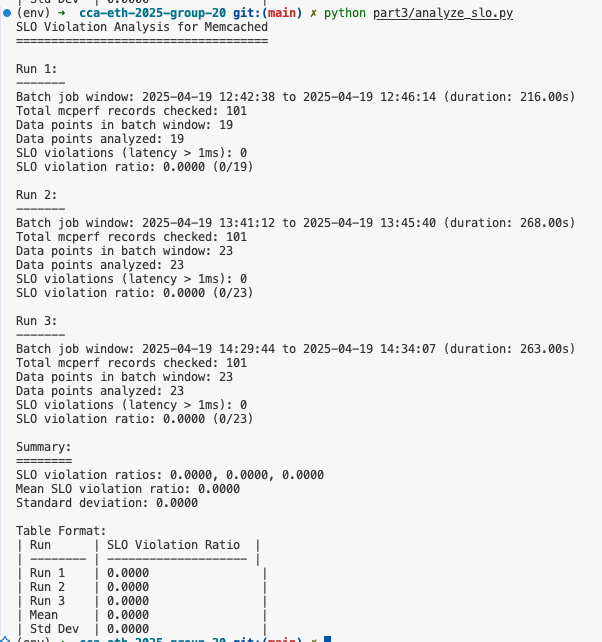 | Std Dev | 0.0000 |
(env) → cca-eth-2025-group-20 git:(main) ✗ python part3/analyze_slo.py
SLO Violation Analysis for Memcached
====================================
Run 1:
-------
Batch job window: 2025-04-19 12:42:38 to 2025-04-19 12:46:14 (duration: 216.00s)
Total mcperf records checked: 101
Data points in batch window: 19
Data points analyzed: 19
SLO violations (latency > 1ms): 0
SLO violation ratio: 0.0000 (0/19)
Run 2:
-------
Batch job window: 2025-04-19 13:41:12 to 2025-04-19 13:45:40 (duration: 268.00s)
Total mcperf records checked: 101
Data points in batch window: 23
Data points analyzed: 23
SLO violations (latency > 1ms): 0
SLO violation ratio: 0.0000 (0/23)
Run 3:
-------
Batch job window: 2025-04-19 14:29:44 to 2025-04-19 14:34:07 (duration: 263.00s)
Total mcperf records checked: 101
Data points in batch window: 23
Data points analyzed: 23
SLO violations (latency > 1ms): 0
SLO violation ratio: 0.0000 (0/23)
Summary:
========
SLO violation ratios: 0.0000, 0.0000, 0.0000
Mean SLO violation ratio: 0.0000
Standard deviation: 0.0000
Table Format:
| Run | SLO Violation Ratio |
| -------- | -------------------- |
| Run 1 | 0.0000 |
| Run 2 | 0.0000 |
| Run 3 | 0.0000 |
| Mean | 0.0000 |
| Std Dev | 0.0000 |
(env) → cca-eth-2025-group-20 git:(main) ✗